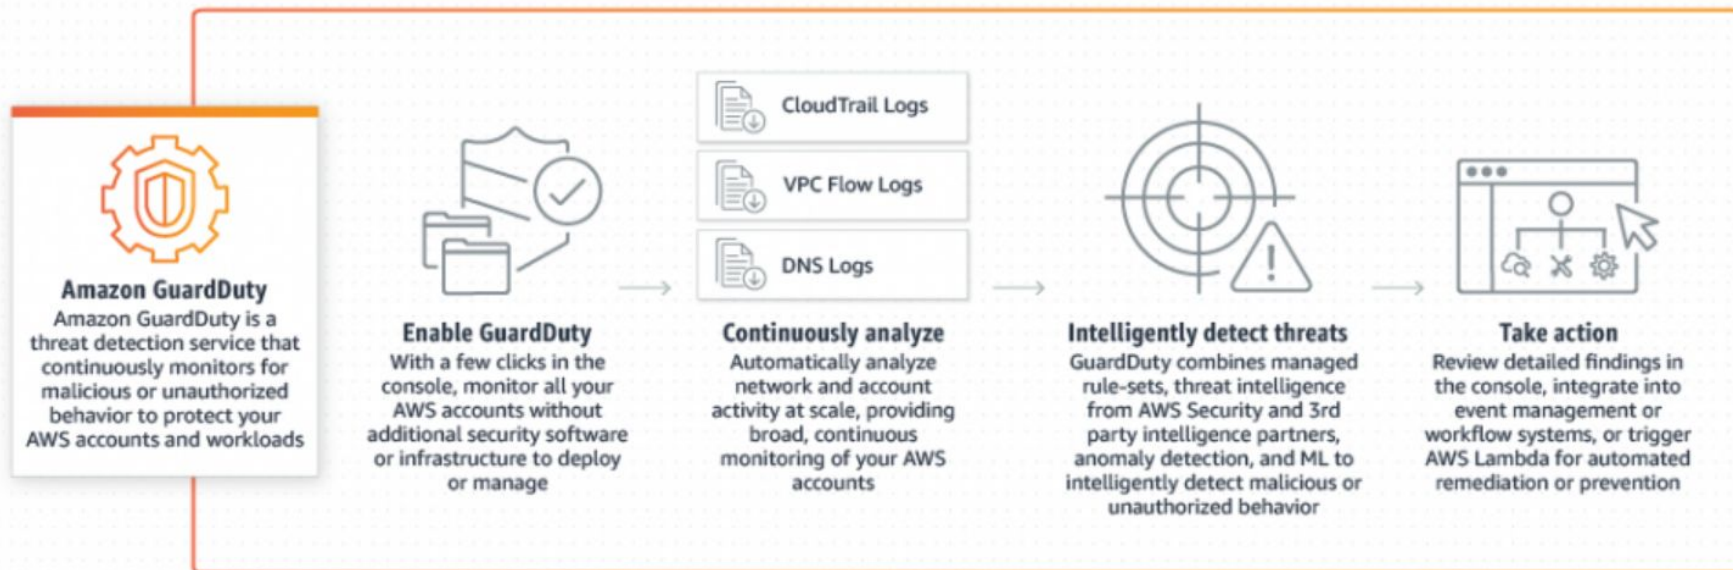 Amazon GuardDuty
Amazon GuardDuty is a
threat detection service that
continuously monitors for
malicious or unauthorized
behavior to protect your
AWS accounts and workloads
Enable GuardDuty
With a few clicks in the
console, monitor all your
AWS accounts without
additional security software
or infrastructure to deploy
or manage
CloudTrail Logs
VPC Flow Logs
DNS Logs
Continuously analyze
Automatically analyze
network and account
activity at scale, providing
broad, continuous
monitoring of your AWS
accounts
Intelligently detect threats
GuardDuty combines managed
rule-sets, threat intelligence
from AWS Security and 3rd
party intelligence partners,
anomaly detection, and ML to
intelligently detect malicious or
unauthorized behavior
Take action
Review detailed findings in
the console, integrate into
event management or
workflow systems, or trigger
AWS Lambda for automated
remediation or prevention